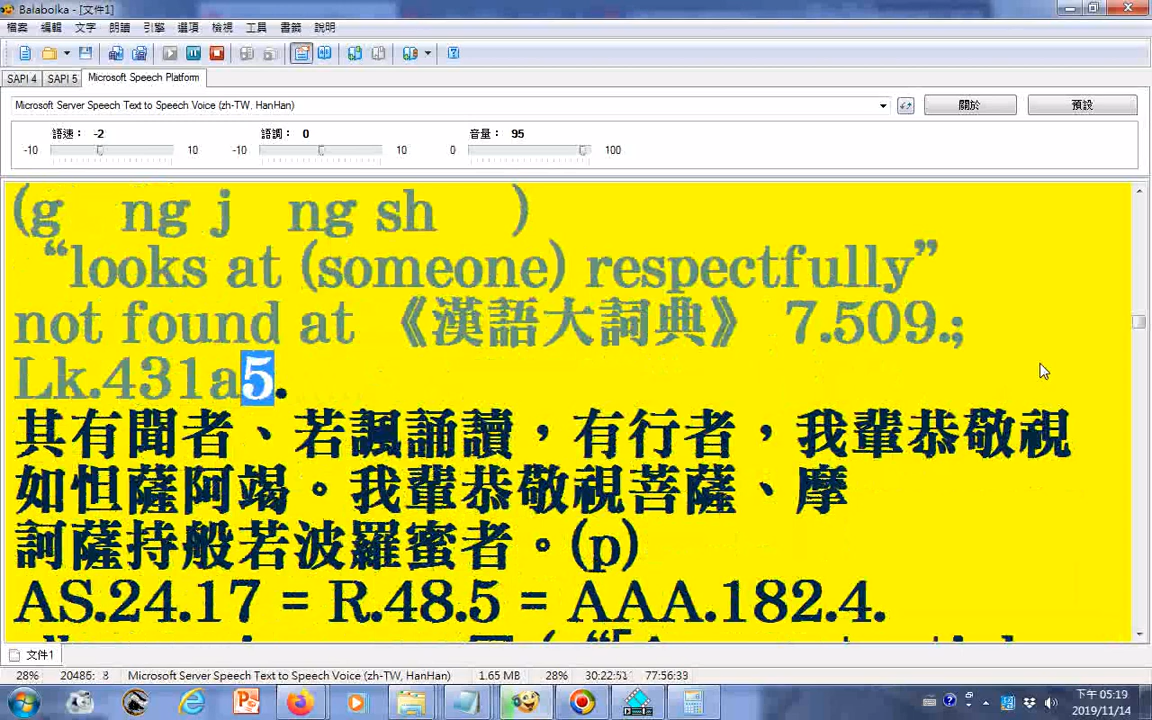 Balabolka - [文件1]
檔案 編輯 文字 朗讀 引擎 選項 檢視 工具 書籤 說明
SAPI 4 SAPI 5 Microsoft Speech Platform
Microsoft Server Speech Text to Speech Voice (zh-TW, HanHan) 關於 預設
語速： -2 語調： 0 音量： 95
-10 10 -10 10 0 100
(g ng j ng sh )
“looks at (someone) respectfully”
not found at 《漢語大詞典》 7.509.;
Lk.431a5.
其有聞者、若諷誦讀，有行者，我輩恭敬視
如怛薩阿竭。我輩恭敬視菩薩、摩
訶薩持般若波羅蜜者。(p)
AS.24.17 = R.48.5 = AAA.182.4.
文件1
28% 20485: 8 Microsoft Server Speech Text to Speech Voice (zh-TW, HanHan) 1.65 MB 28% 30:22:51 77:56:33
下午 05:19
2019/11/14